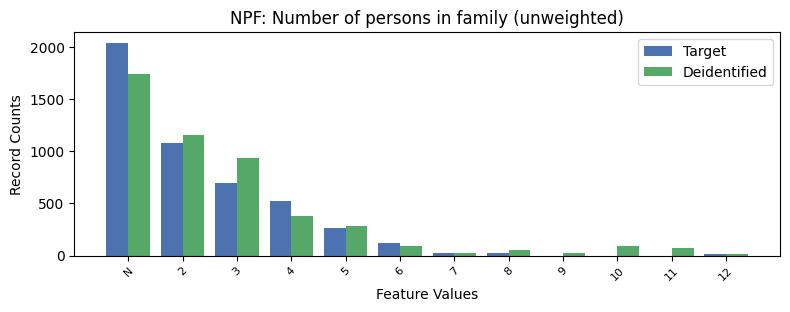 NPF: Number of persons in family (unweighted)
Target
Deidentified
Record Counts
2000
1500
1000
500
0
N 2 3 4 5 6 7 8 9 10 11 12
Feature Values